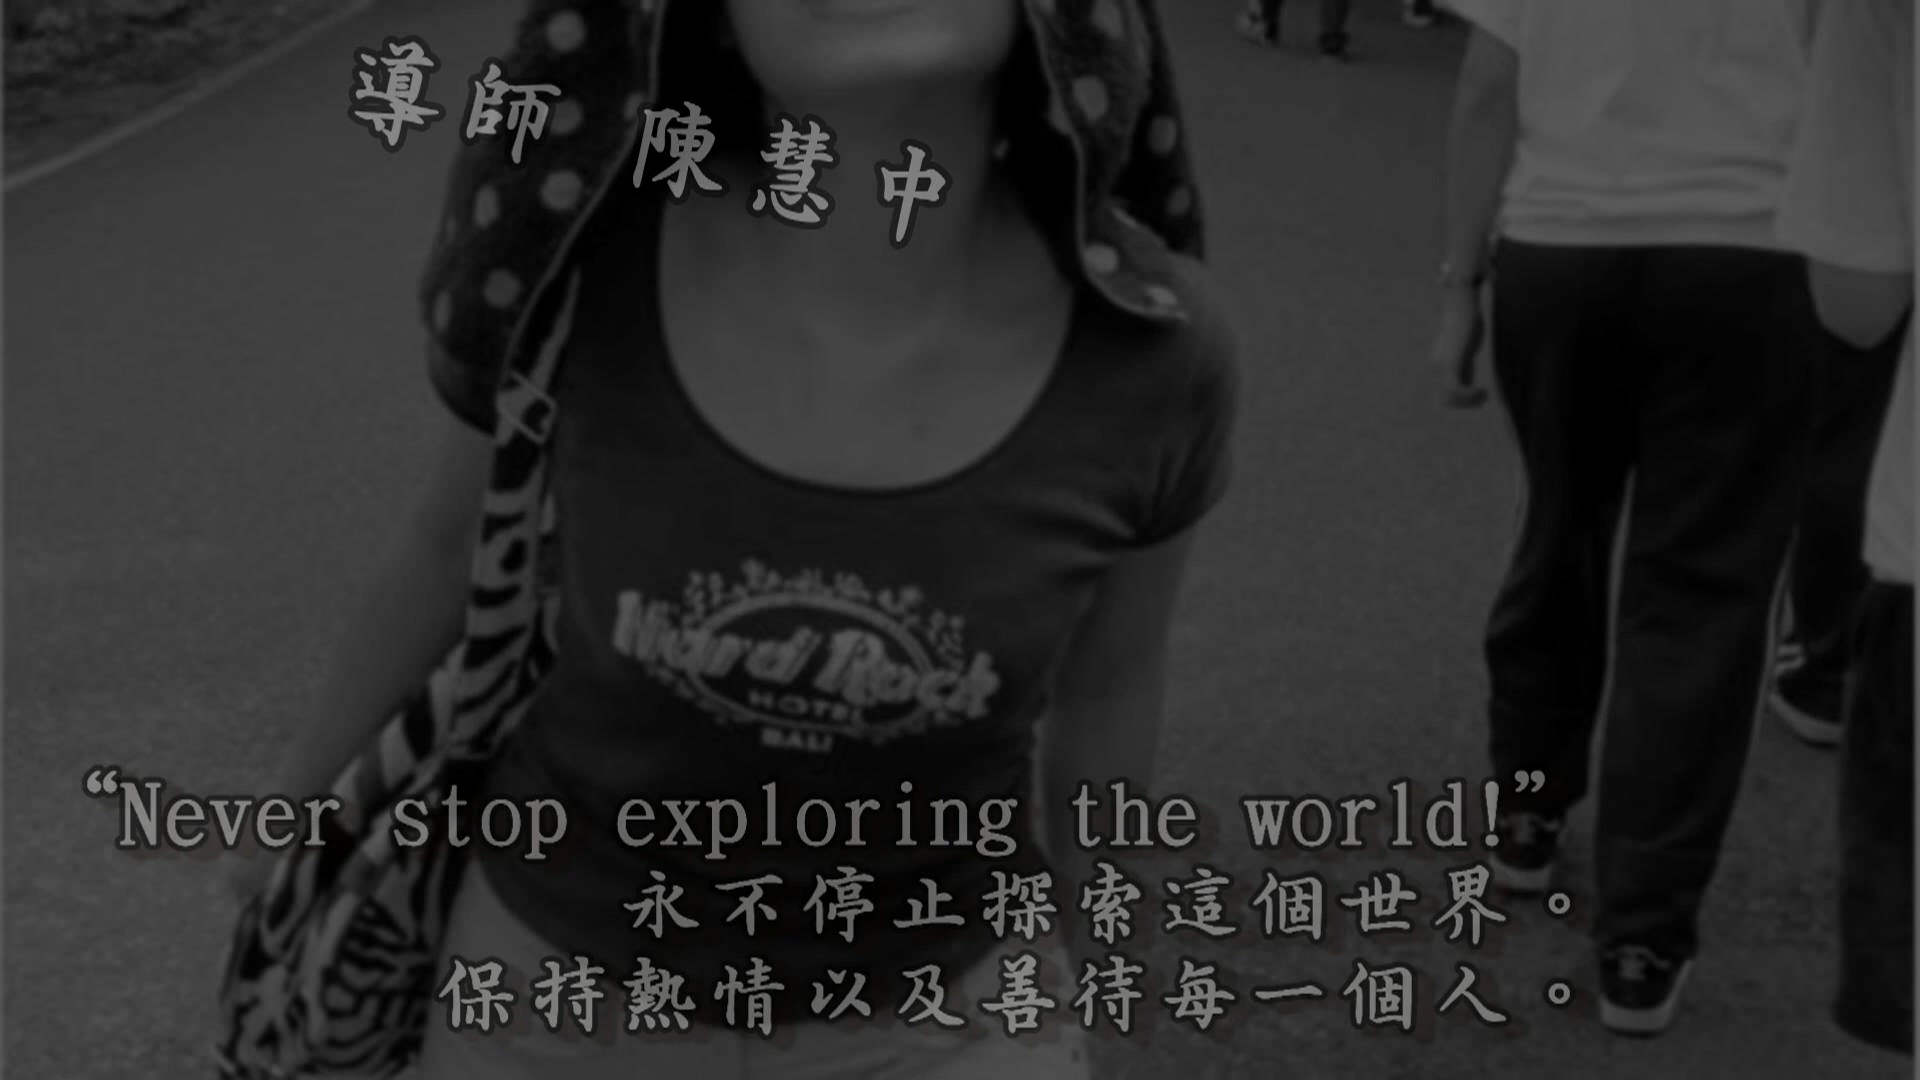 導師 陳慧中
Hard Rock
HOTEL
BALI
“Never stop exploring the world!”
永不停止探索這個世界。
保持熱情以及善待每一個人。